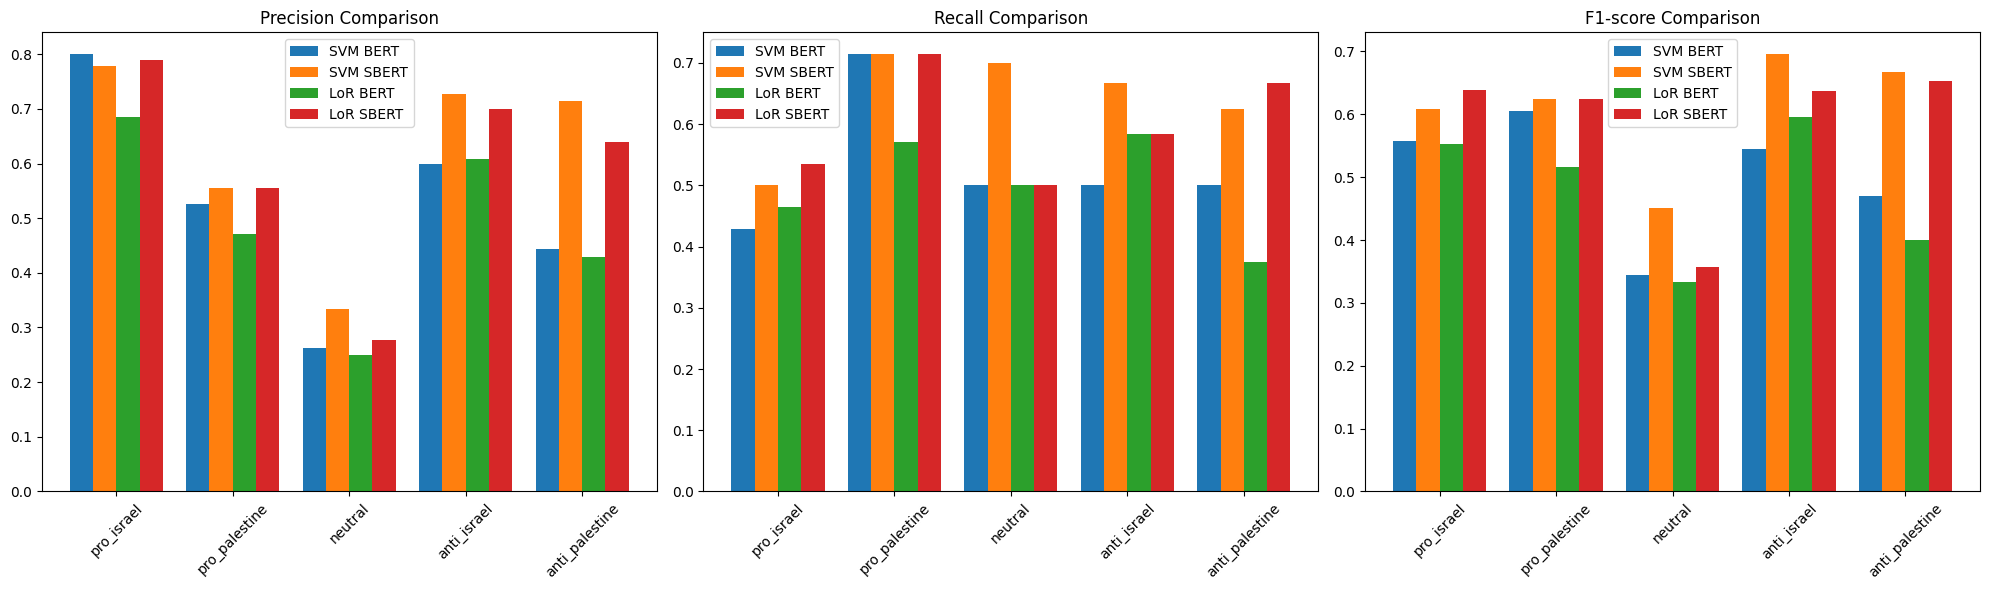 Precision Comparison
SVM BERT
SVM SBERT
LoR BERT
LoR SBERT
0.8
0.7
0.6
0.5
0.4
0.3
0.2
0.1
0.0
pro_israel
pro_palestine
neutral
anti_israel
anti_palestine
Recall Comparison
SVM BERT
SVM SBERT
LoR BERT
LoR SBERT
0.7
0.6
0.5
0.4
0.3
0.2
0.1
0.0
pro_israel
pro_palestine
neutral
anti_israel
anti_palestine
F1-score Comparison
SVM BERT
SVM SBERT
LoR BERT
LoR SBERT
0.7
0.6
0.5
0.4
0.3
0.2
0.1
0.0
pro_israel
pro_palestine
neutral
anti_israel
anti_palestine